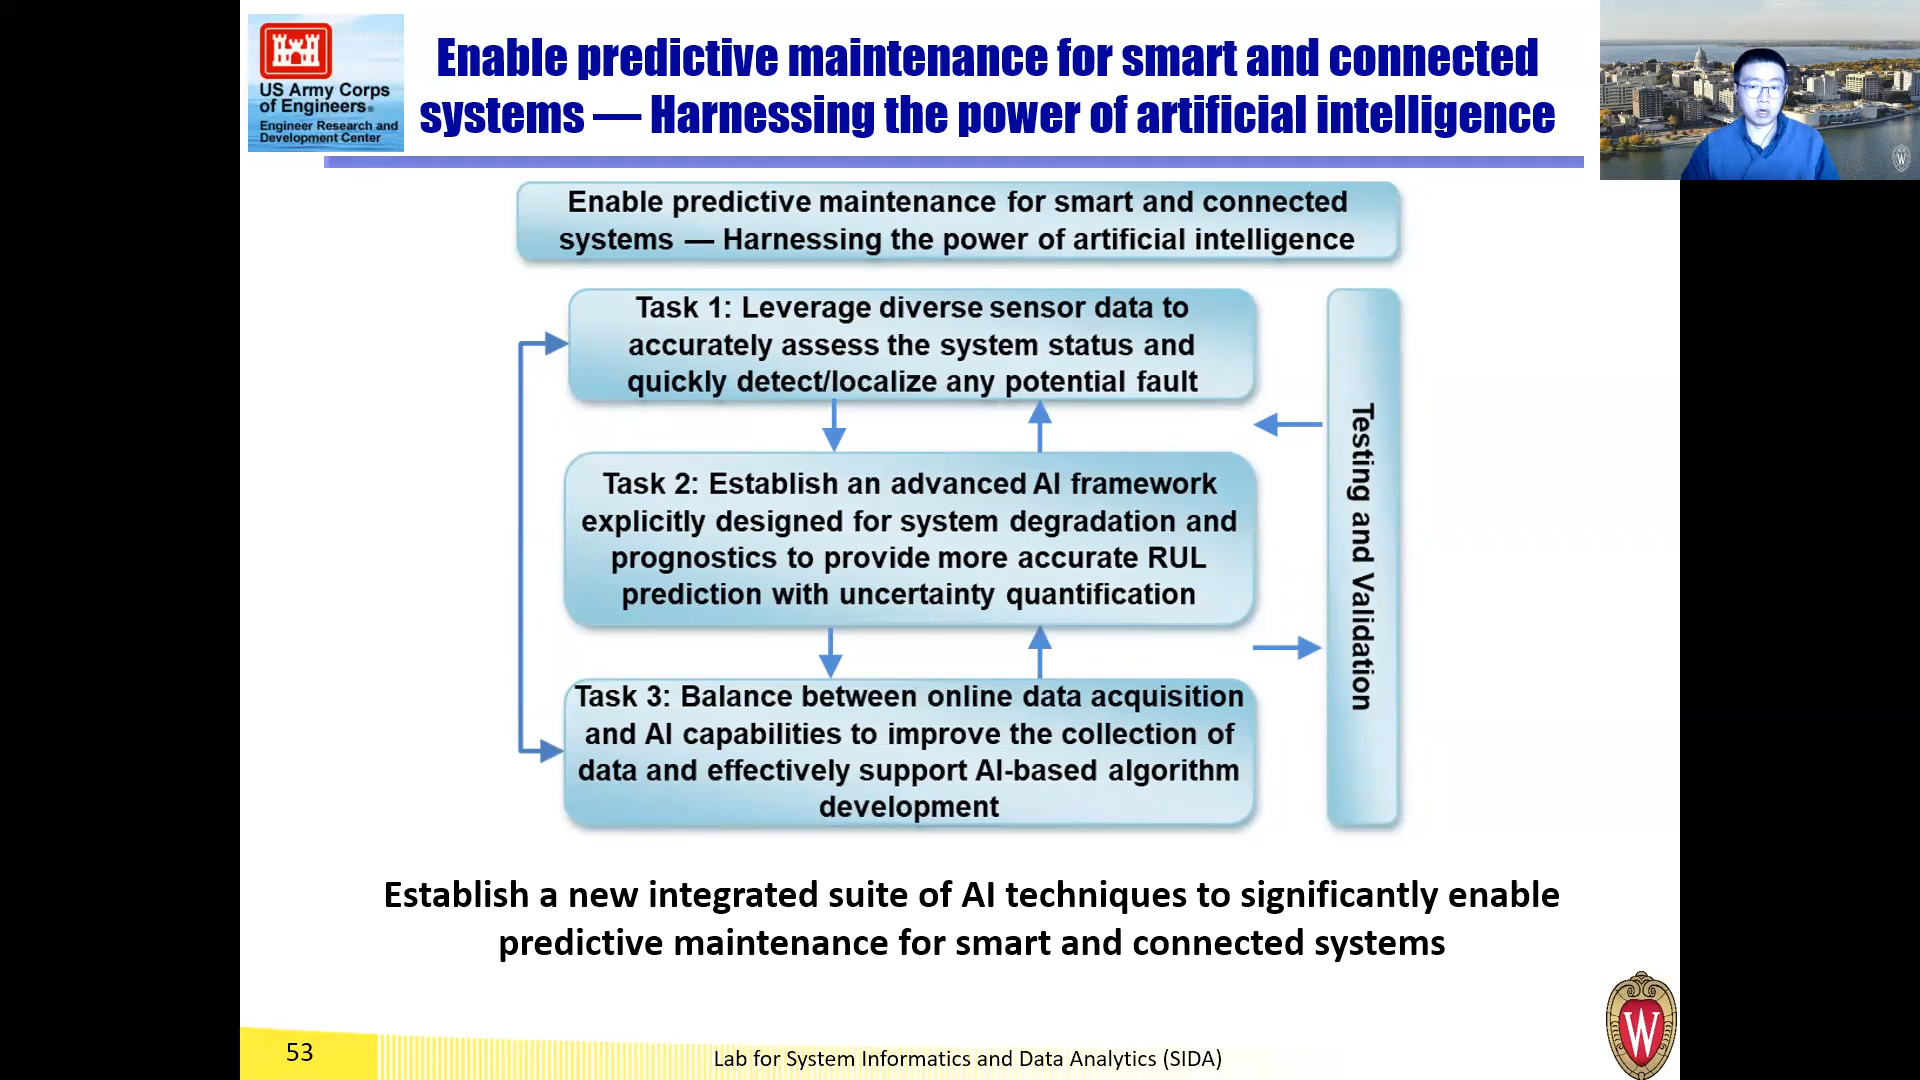 US Army Corps
of Engineers®
Engineer Research and
Development Center
Enable predictive maintenance for smart and connected
systems — Harnessing the power of artificial intelligence
Enable predictive maintenance for smart and connected
systems — Harnessing the power of artificial intelligence
Task 1: Leverage diverse sensor data to
accurately assess the system status and
quickly detect/localize any potential fault
Task 2: Establish an advanced AI framework
explicitly designed for system degradation and
prognostics to provide more accurate RUL
prediction with uncertainty quantification
Task 3: Balance between online data acquisition
and AI capabilities to improve the collection of
data and effectively support AI-based algorithm
development
Testing and Validation
Establish a new integrated suite of AI techniques to significantly enable
predictive maintenance for smart and connected systems
53
Lab for System Informatics and Data Analytics (SIDA)
W
W